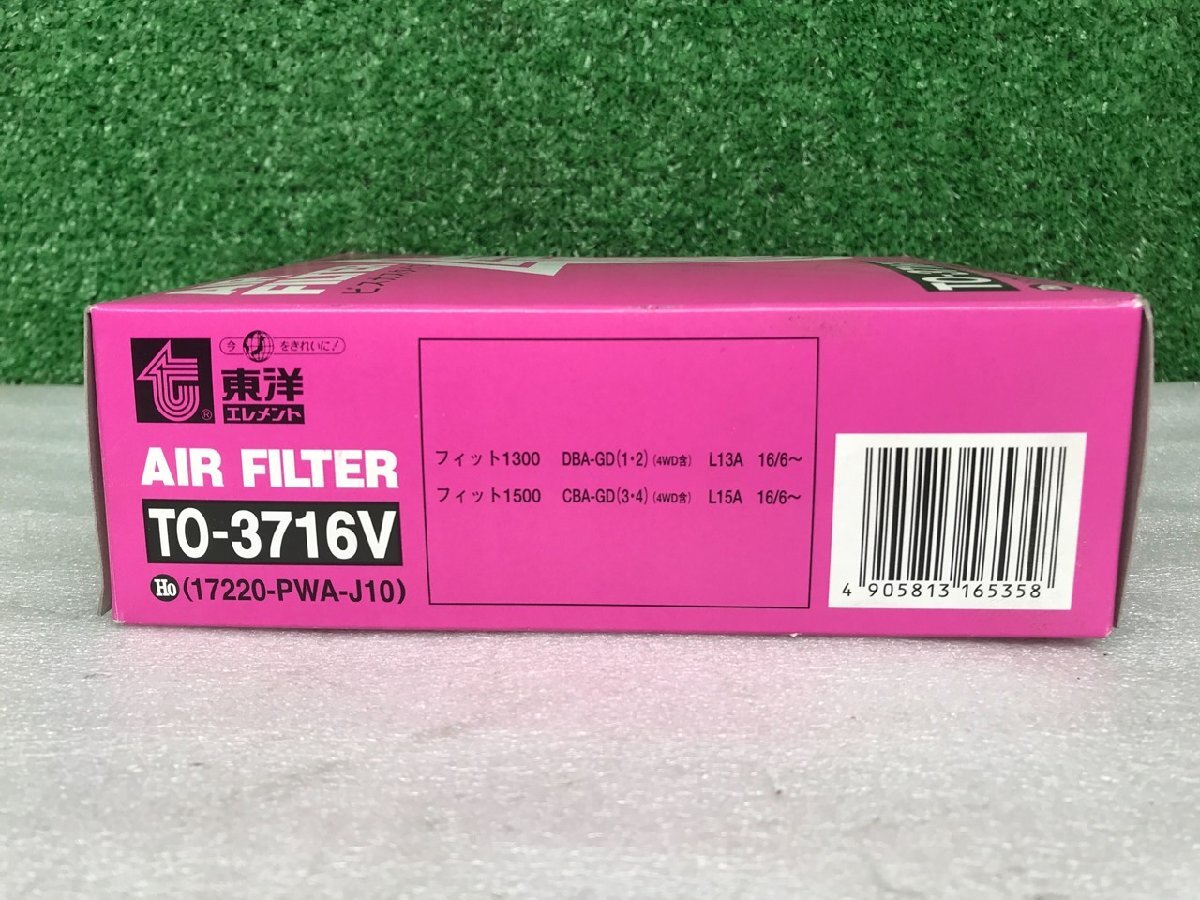 FILTER
今 をきれいに!
東洋
エレメント
®
AIR FILTER
TO-3716V
Ho (17220-PWA-J10)
フィット1300 DBA-GD(1・2)(4WD含) L13A 16/6～
フィット1500 CBA-GD(3・4)(4WD含) L15A 16/6～
4 905813 165358